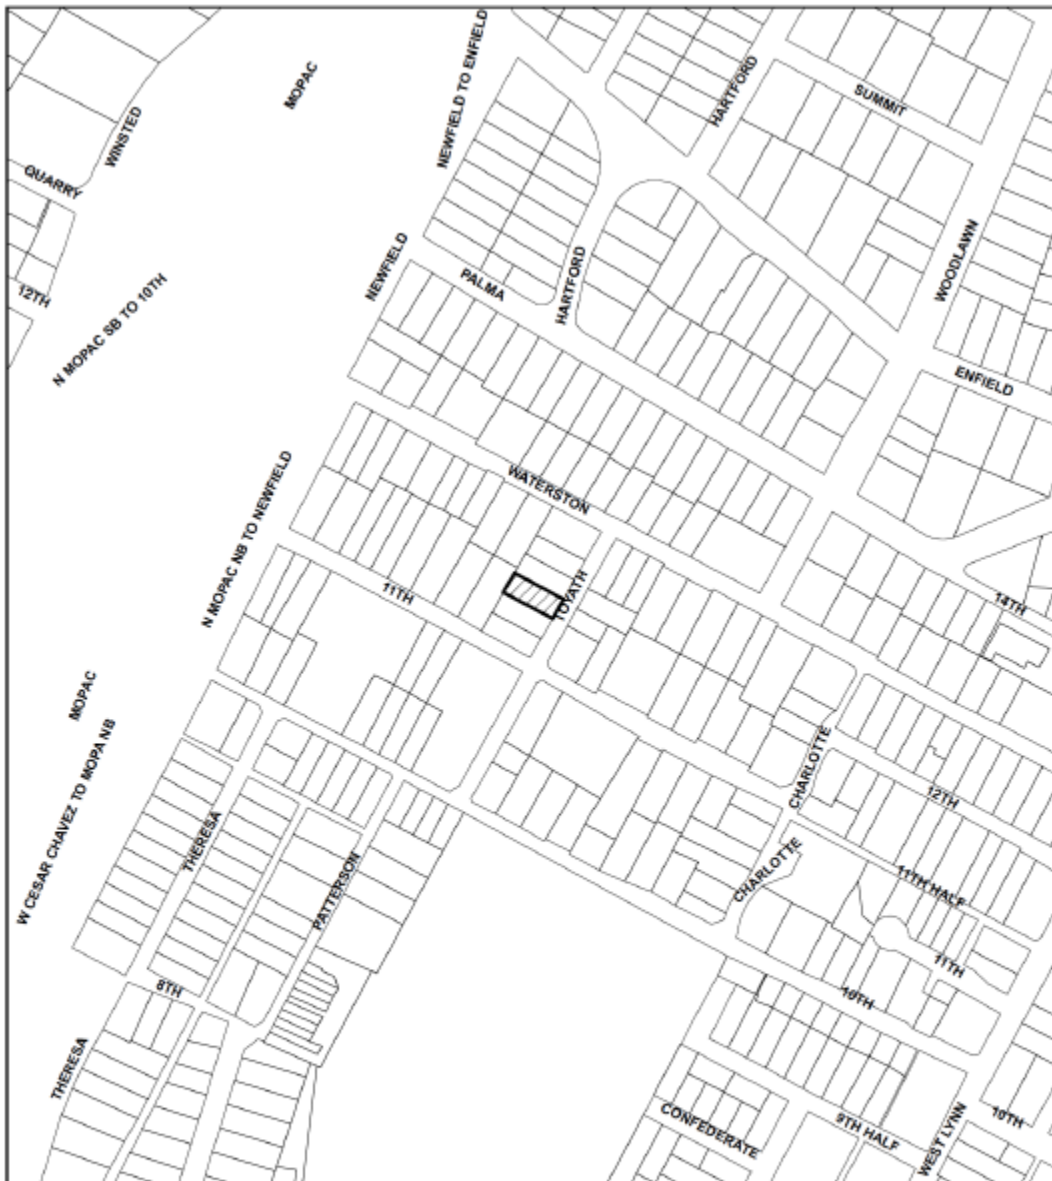 NEWFIELD TO ENFIELD
MOPAC
HARTFORD
SUMMIT
WINSTED
QUARRY
WOODLAWN
NEWFIELD
PALMA
HARTFORD
12TH
N MOPAC SB TO 10TH
ENFIELD
WATERSTON
N MOPAC NB TO NEWFIELD
11TH
TOYATH
14TH
MOPAC
W CESAR CHAVEZ TO MOPA NB
CHARLOTTE
12TH
THERESA
CHARLOTTE
11TH HALF
PATTERSON
11TH
8TH
10TH
THERESA
CONFEDERATE
9TH HALF
10TH
WEST LYNN